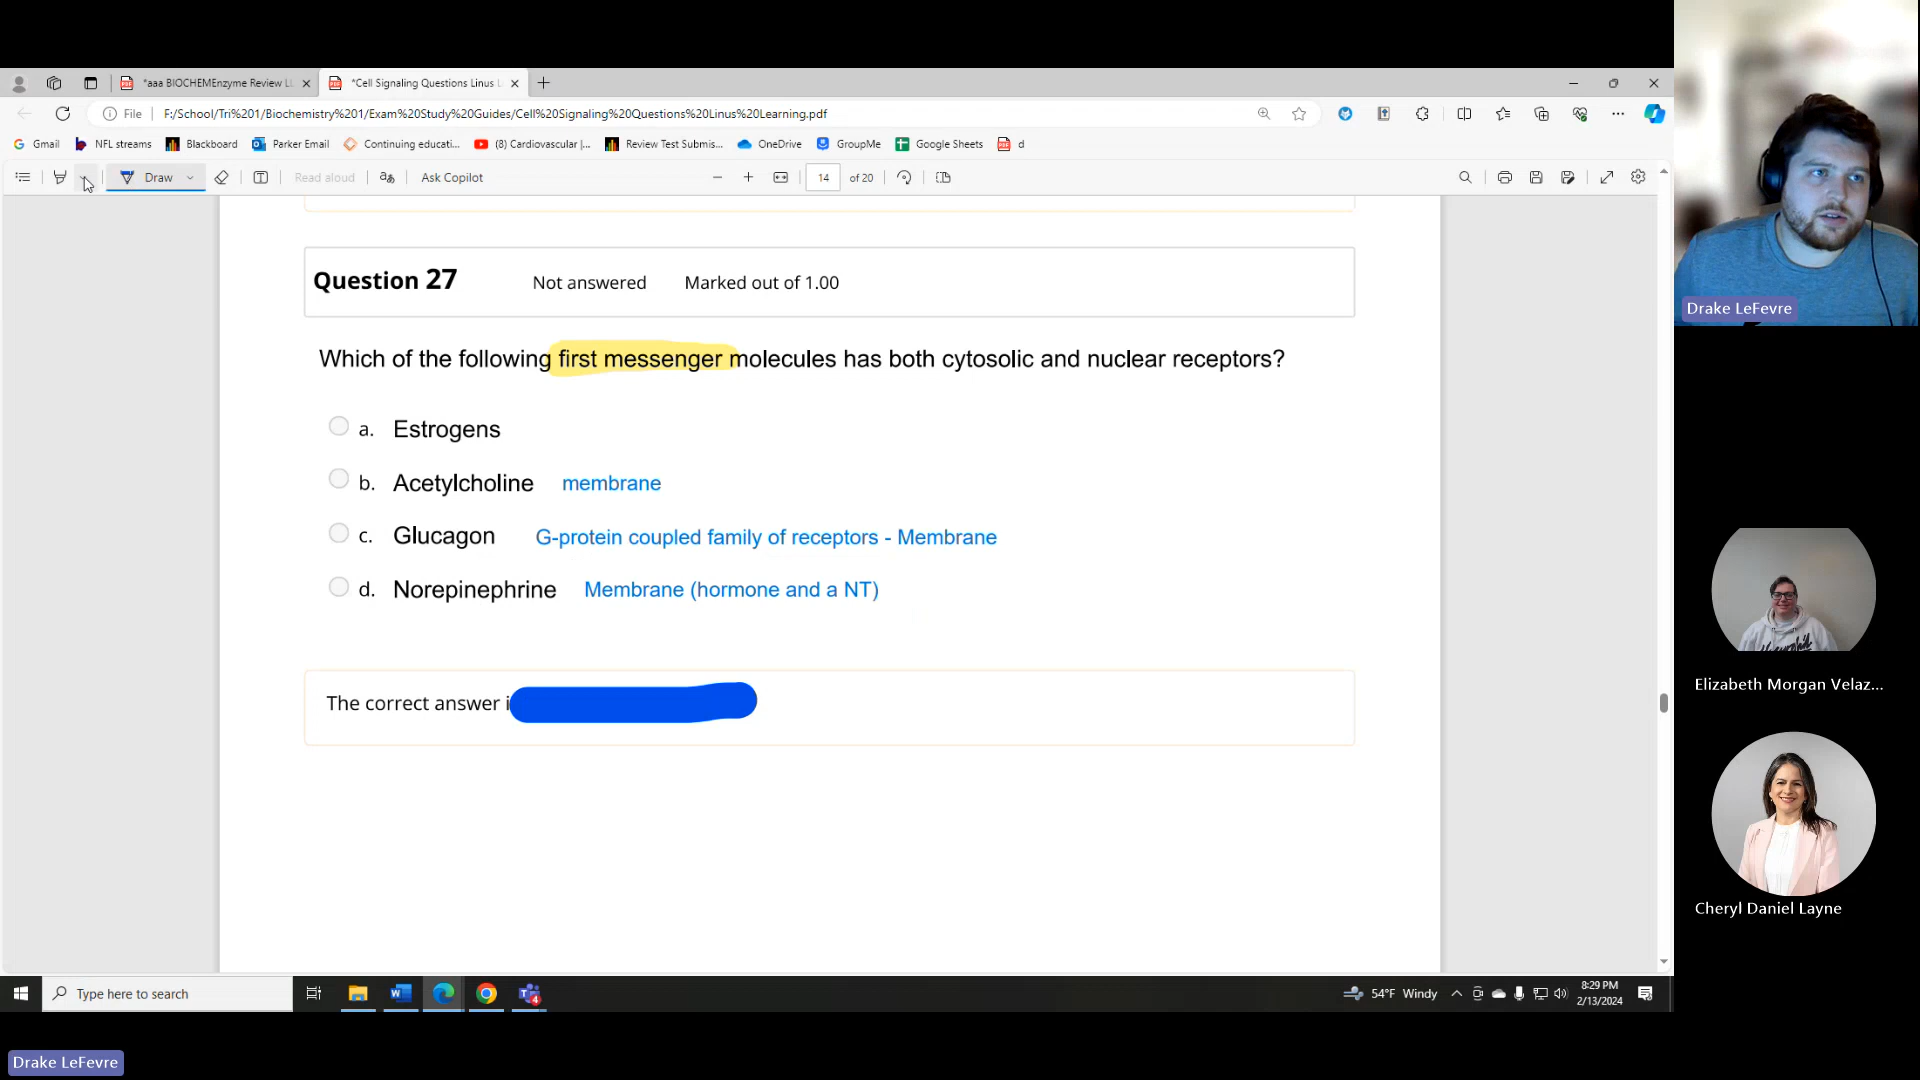 *aaa BIOCHEMEnzyme Review LL
*Cell Signaling Questions Linus L
File
F:/School/Tri%201/Biochemistry%201/Exam%20Study%20Guides/Cell%20Signaling%20Questions%20Linus%20Learning.pdf
Gmail
NFL streams
Blackboard
Parker Email
Continuing educati...
(8) Cardiovascular |...
Review Test Submis...
OneDrive
GroupMe
Google Sheets
d
Draw
Read aloud
aあ
Ask Copilot
14 of 20
Question 27 Not answered Marked out of 1.00
Which of the following first messenger molecules has both cytosolic and nuclear receptors?
a. Estrogens
b. Acetylcholine membrane
c. Glucagon G-protein coupled family of receptors - Membrane
d. Norepinephrine Membrane (hormone and a NT)
The correct answer i
Drake LeFevre
Elizabeth Morgan Velaz...
Cheryl Daniel Layne
Type here to search
4
54°F Windy
8:29 PM
2/13/2024
Drake LeFevre